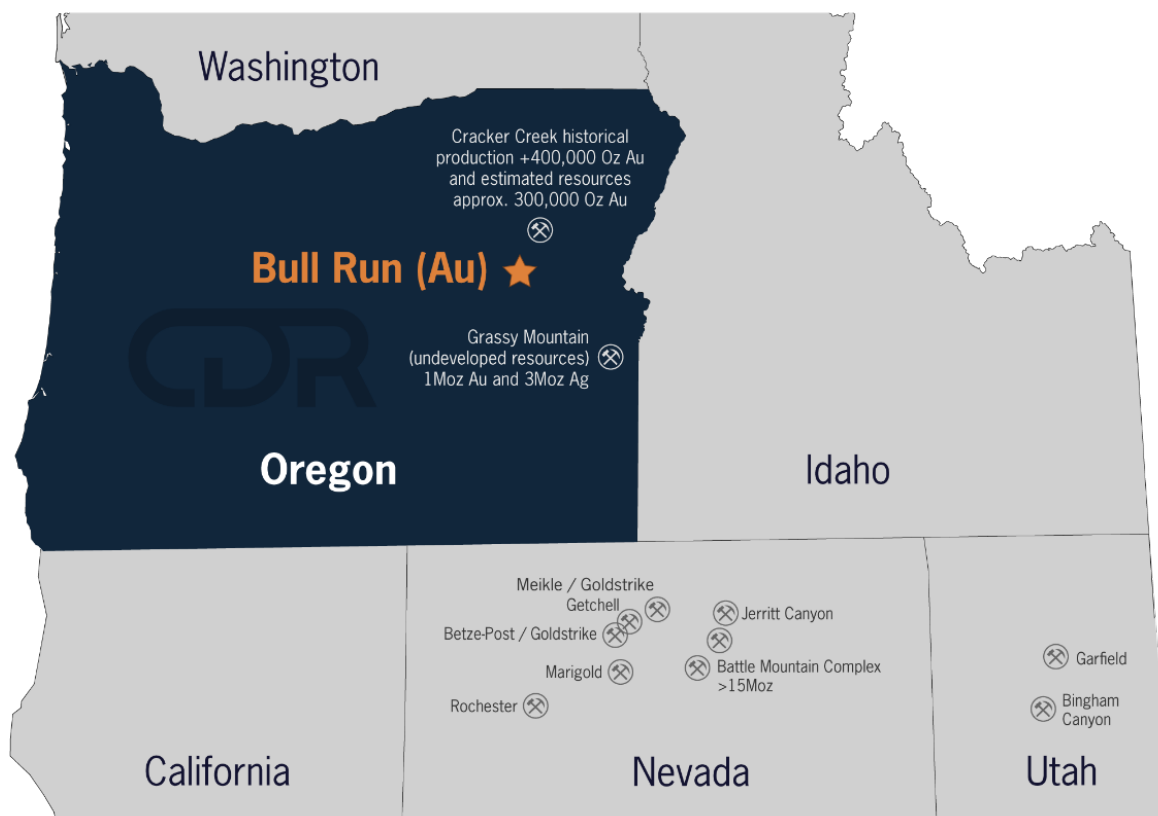 Washington
Cracker Creek historical
production +400,000 Oz Au
and estimated resources
approx. 300,000 Oz Au
Bull Run (Au)
CDR
Grassy Mountain
(undeveloped resources)
1Moz Au and 3Moz Ag
Oregon
Idaho
Meikle / Goldstrike
Getchell
Betze-Post / Goldstrike
Jerritt Canyon
Marigold
Battle Mountain Complex
>15Moz
Rochester
Garfield
Bingham
Canyon
California
Nevada
Utah